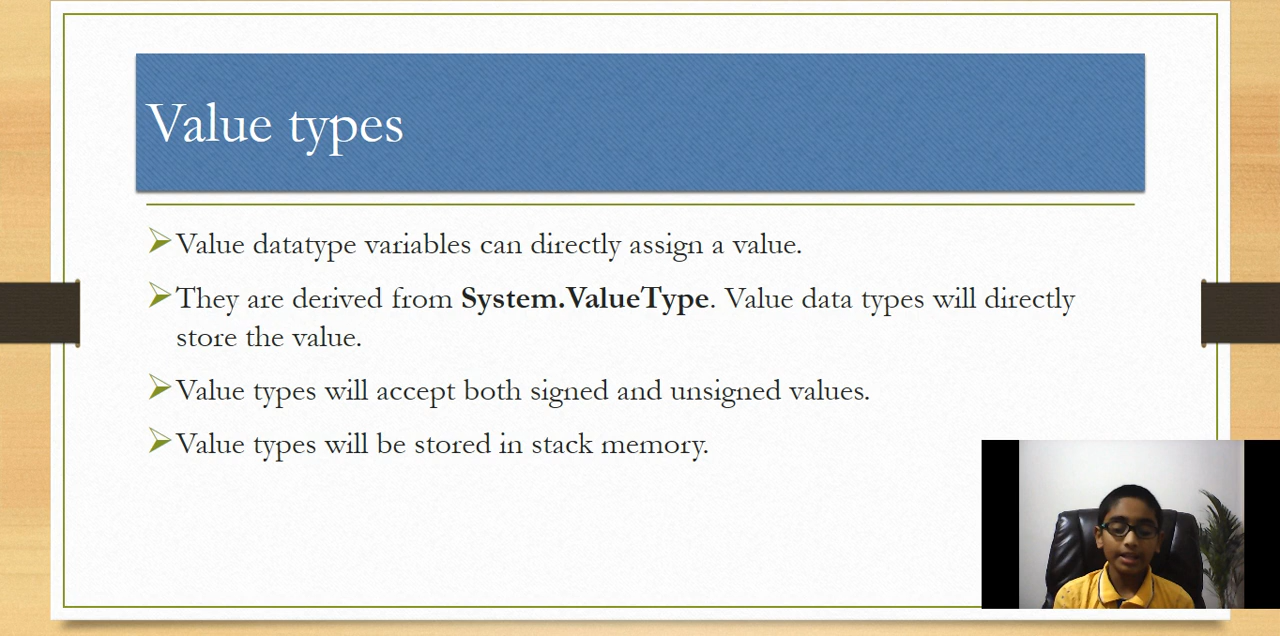 Value types
Value datatype variables can directly assign a value.
They are derived from System.ValueType. Value data types will directly
store the value.
Value types will accept both signed and unsigned values.
Value types will be stored in stack memory.